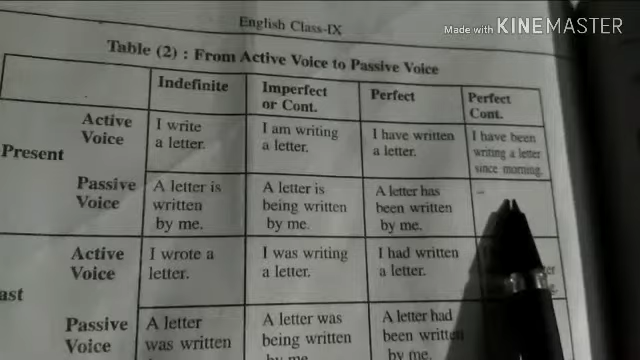 English Class-IX
Made with KINEMASTER
Table (2) : From Active Voice to Passive Voice
Indefinite
Imperfect
or Cont.
Perfect
Perfect
Cont.
Present
Active
Voice
I write
a letter.
I am writing
a letter.
I have written
a letter.
I have been
writing a letter
since morning.
Passive
Voice
A letter is
written
by me.
A letter is
being written
by me.
A letter has
been written
by me.
–
ast
Active
Voice
I wrote a
letter.
I was writing
a letter.
I had written
a letter.
Passive
Voice
A letter
was written
A letter was
being written
by me
A letter had
been written
by me.